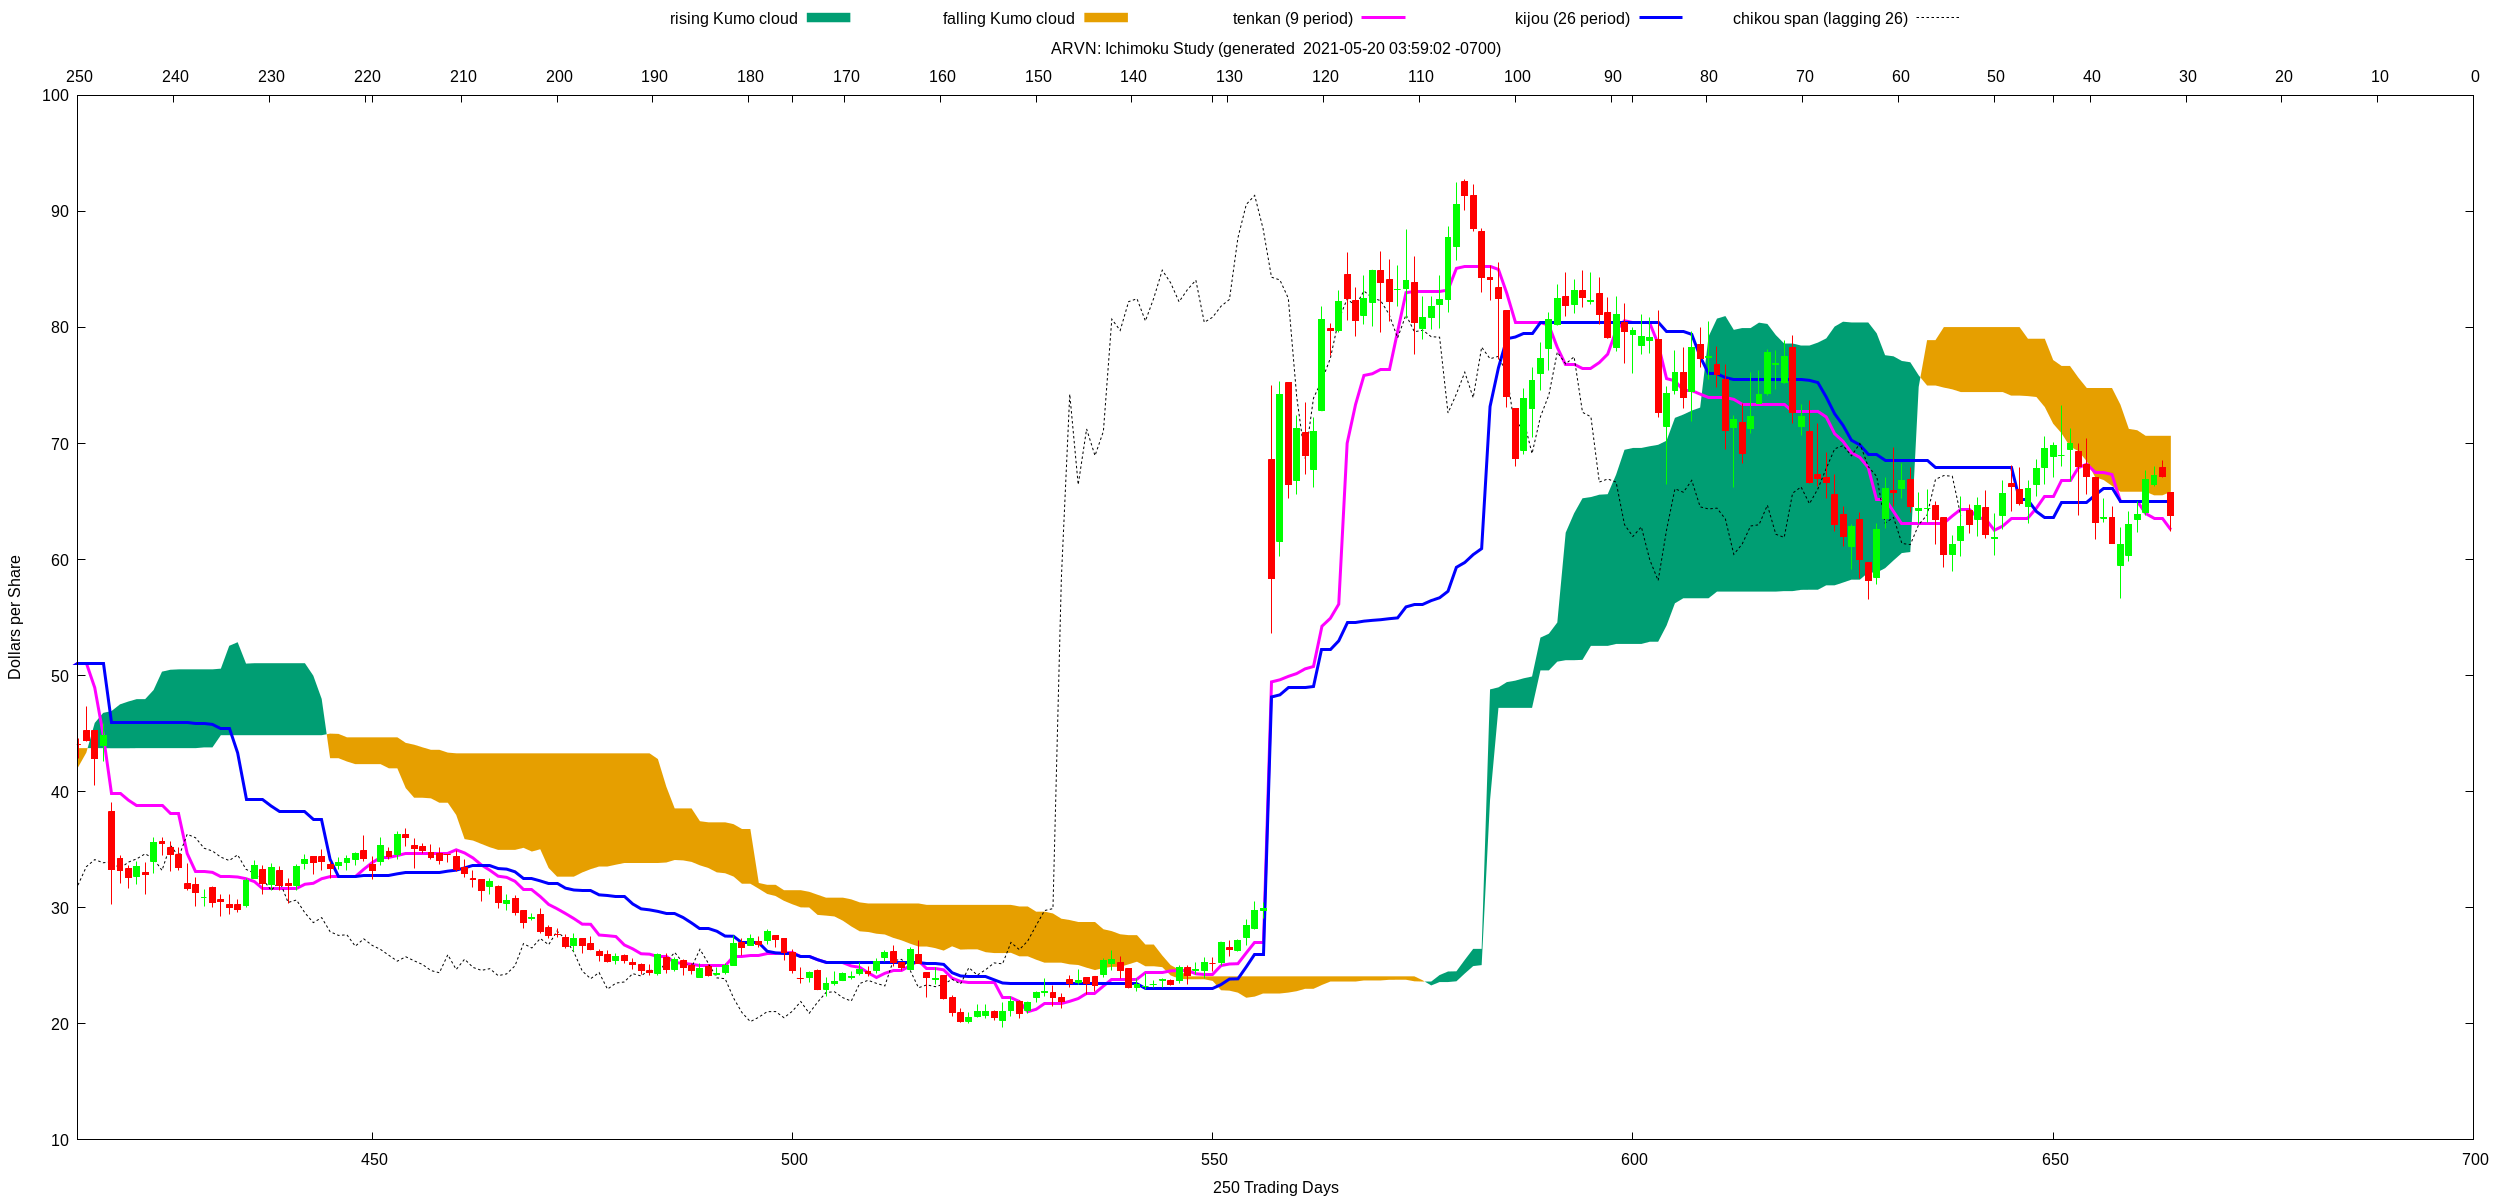 rising Kumo cloud falling Kumo cloud tenkan (9 period) kijou (26 period) chikou span (lagging 26)
ARVN: Ichimoku Study (generated  2021-05-20 03:59:02 -0700)
250 240 230 220 210 200 190 180 170 160 150 140 130 120 110 100 90 80 70 60 50 40 30 20 10 0
100
90
80
70
60
50
40
30
20
10
Dollars per Share
450 500 550 600 650 700
250 Trading Days